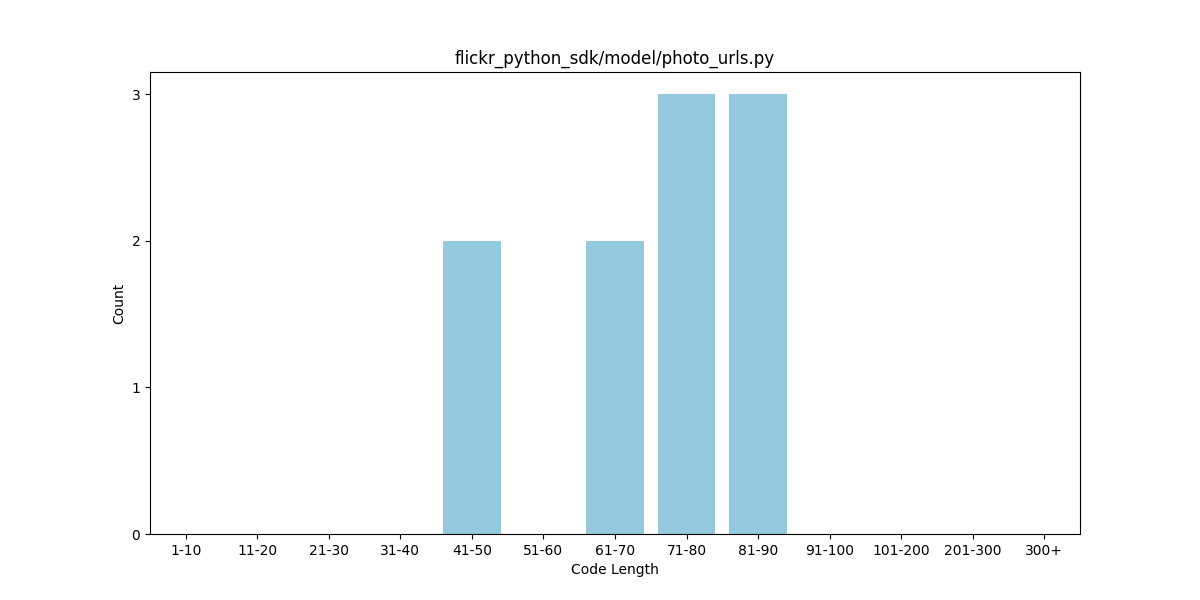 flickr_python_sdk/model/photo_urls.py
3
2
1
0
Count
1-10 11-20 21-30 31-40 41-50 51-60 61-70 71-80 81-90 91-100 101-200 201-300 300+
Code Length